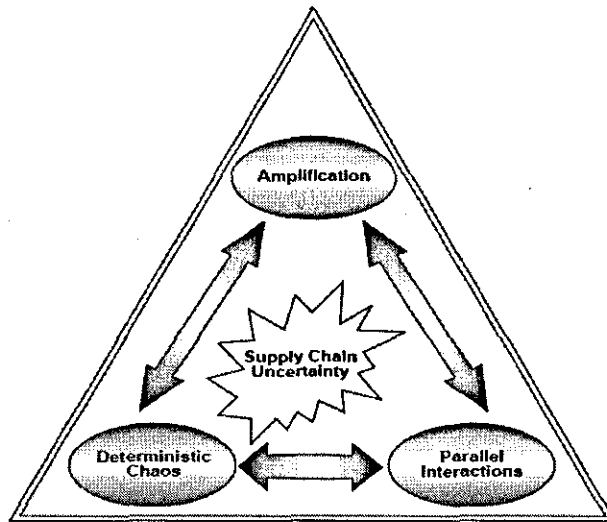 Amplification
Supply Chain
Uncertainty
Deterministic
Chaos
Parallel
Interactions